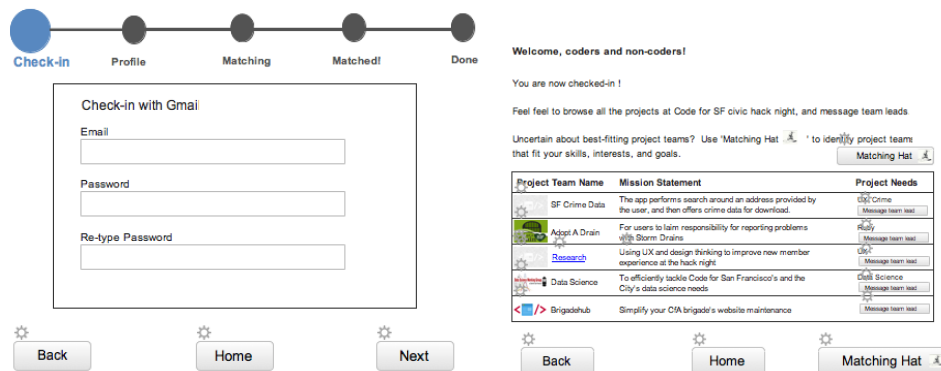 Check-in
Profile
Matching
Matched!
Done
Check-in with Gmai
Email
Password
Re-type Password
Back
Home
Next
Welcome, coders and non-coders!
You are now checked-in !
Feel feel to browse all the projects at Code for SF civic hack night, and message team leads
Uncertain about best-fitting project teams? Use 'Matching Hat ' to identify project teams
that fit your skills, interests, and goals.
Matching Hat
Project Team Name Mission Statement Project Needs
SF Crime Data
The app performs search around an address provided by
the user, and then offers crime data for download.
UX, Crime
Message team lead
Adopt A Drain
For users to laim responsibility for reporting problems
with Storm Drains
Ruby
Message team lead
Research
Using UX and design thinking to improve new member
experience at the hack night
UX
Message team lead
Data Science
To efficiently tackle Code for San Francisco's and the
City's data science needs
Data Science
Message team lead
Brigadehub
Simplify your CfA brigade's website maintenance
Message team lead
Back
Home
Matching Hat